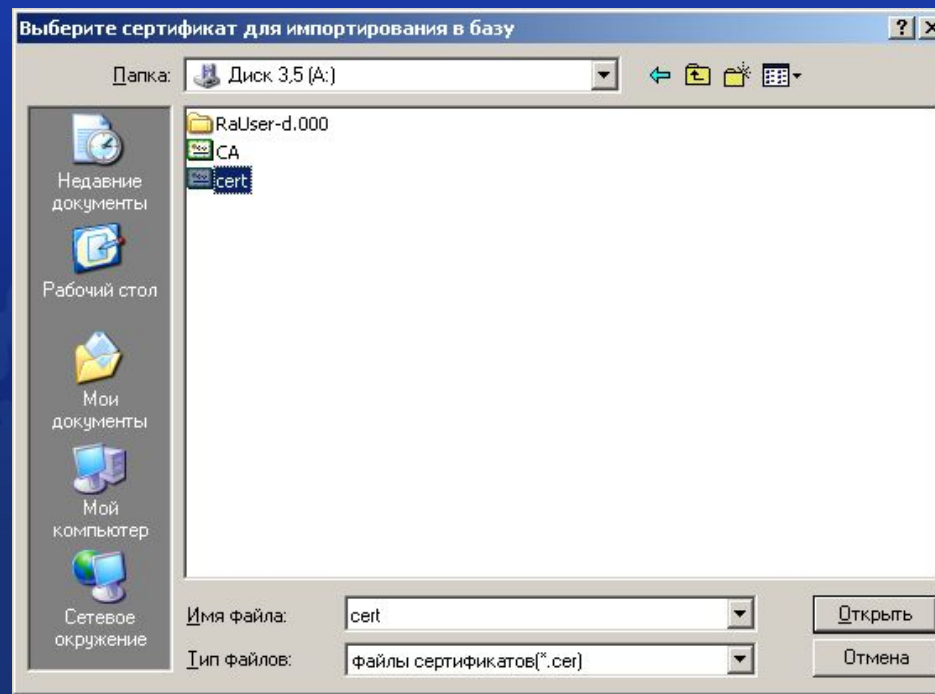 Выберите сертификат для импортирования в базу
Папка:
Диск 3,5 (A:)
RaUser-d.000
CA
cert
Недавние
документы
Рабочий стол
Мои
документы
Мой
компьютер
Сетевое
окружение
Имя файла:
cert
Открыть
Тип файлов:
файлы сертификатов(*.cer)
Отмена